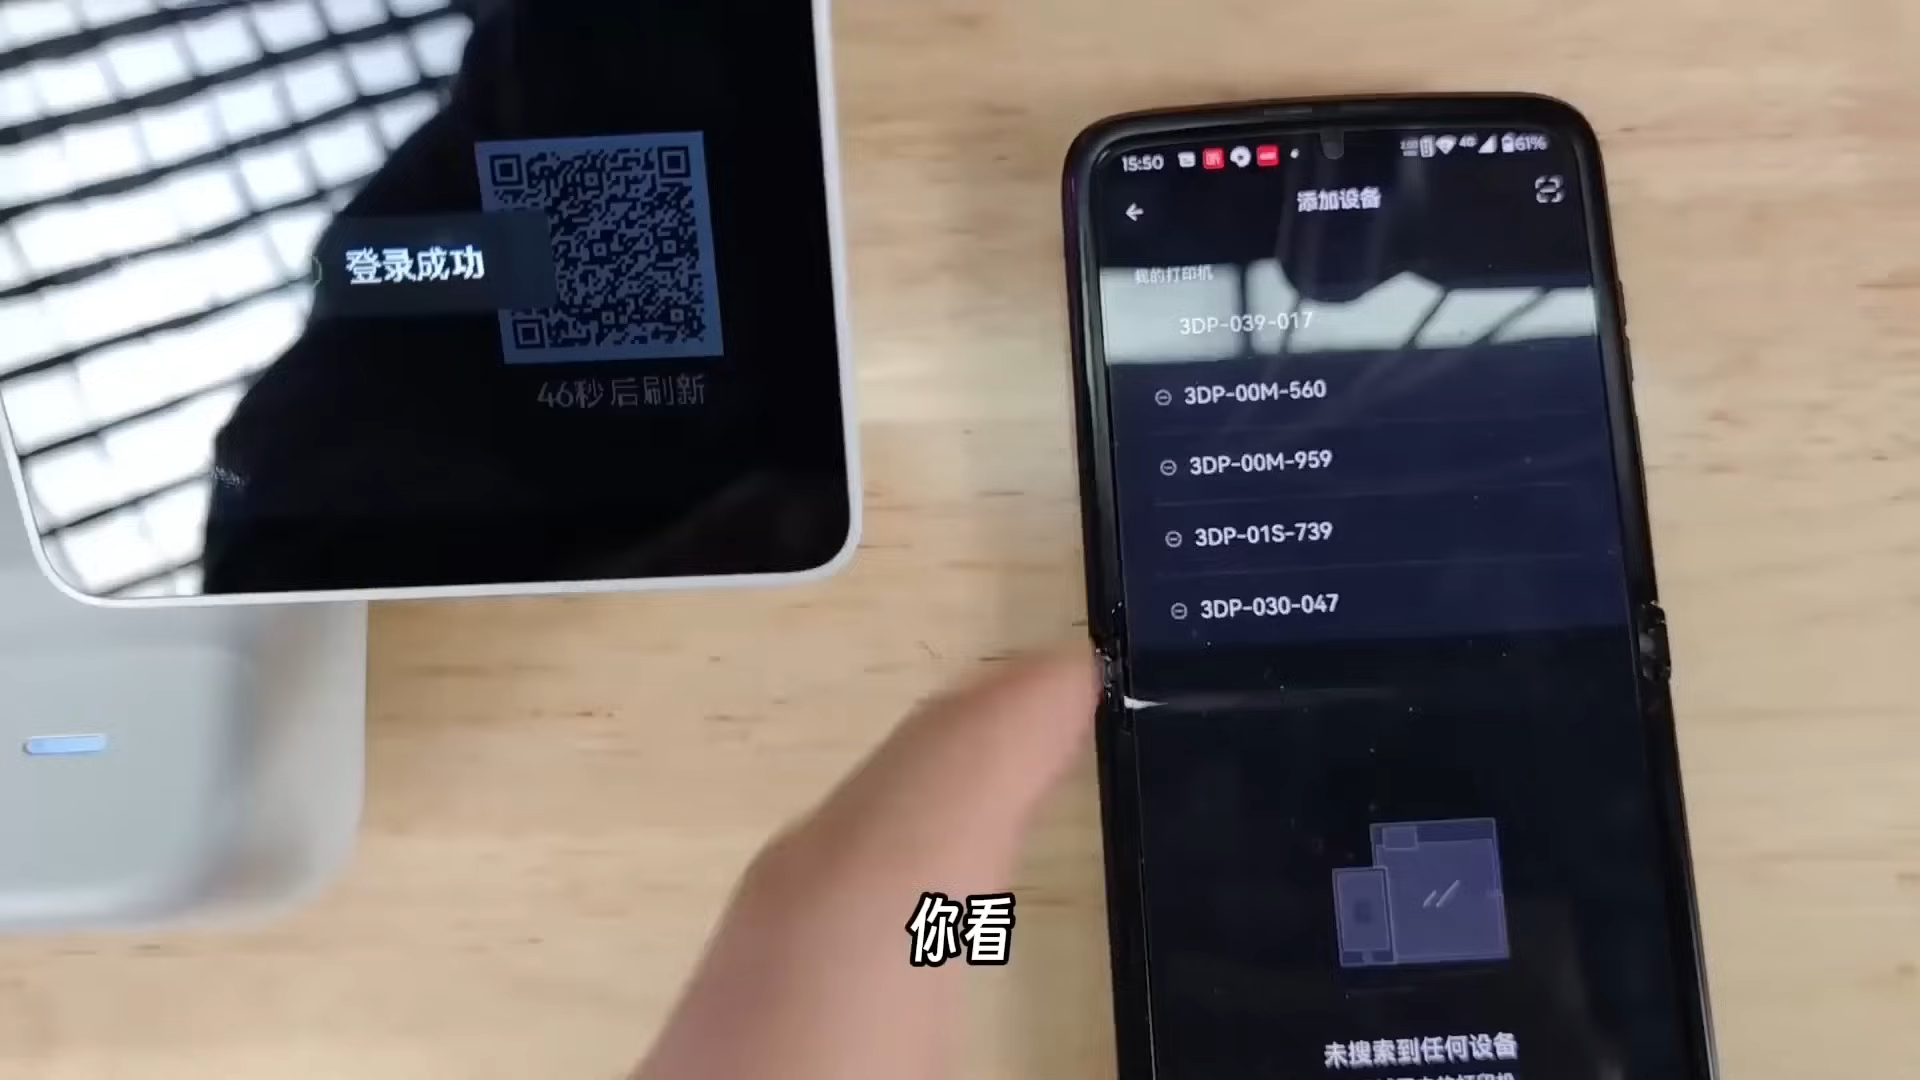 登录成功
46秒后刷新
15:50
4G
61%
添加设备
我的打印机
3DP-039-017
3DP-00M-560
3DP-00M-959
3DP-01S-739
3DP-030-047
未搜索到任何设备
你看